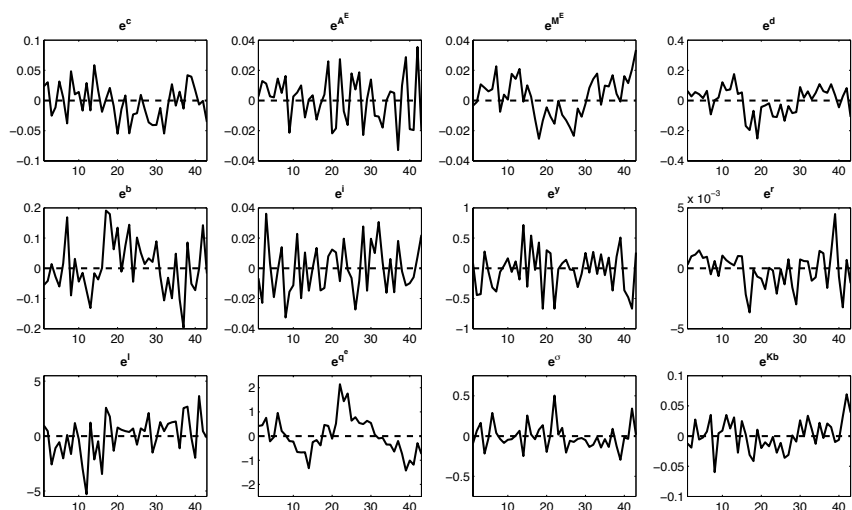 e^c e^{A^E} e^{M^E} e^d
0.1 0.04 0.04 0.4
0.05 0.02 0.02 0.2
0 0 0 0
−0.05 −0.02 −0.02 −0.2
−0.1 −0.04 −0.04 −0.4
10 20 30 40 10 20 30 40 10 20 30 40 10 20 30 40
e^b e^i e^y e^r
x 10^{−3}
0.2 0.04 1 5
0.1 0.02 0.5
0 0 0 0
−0.1 −0.02 −0.5
−0.2 −0.04 −1 −5
10 20 30 40 10 20 30 40 10 20 30 40 10 20 30 40
e^l e^{q^e} e^σ e^{Kb}
5 2 0.5 0.1
1 0.05
0 0 0 0
−1 −0.05
−5 −2 −0.5 −0.1
10 20 30 40 10 20 30 40 10 20 30 40 10 20 30 40